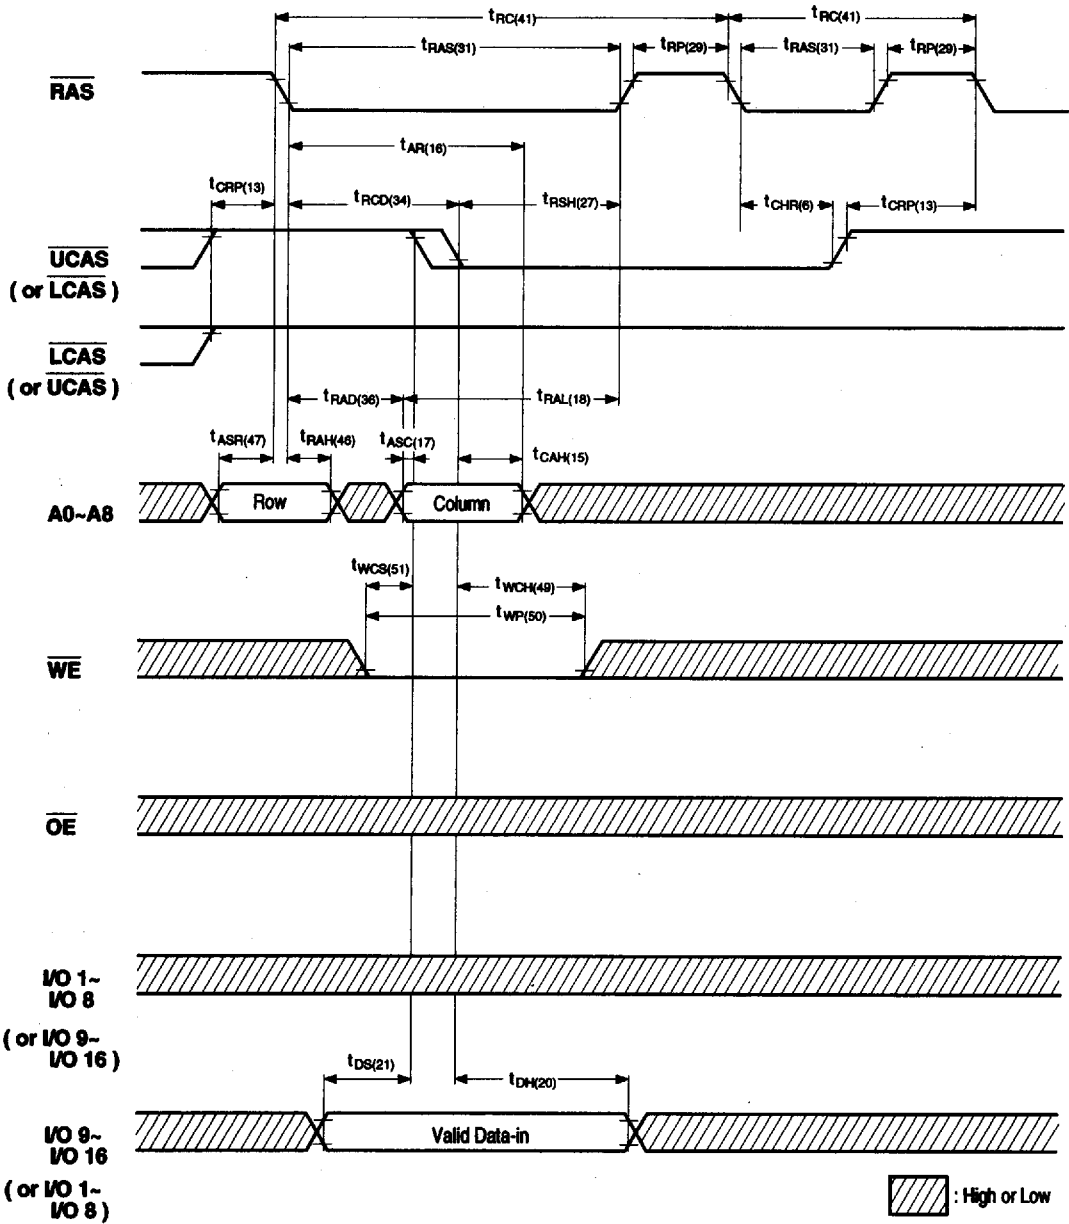 tRC(41) tRC(41)
tRAS(31) tRP(29) tRAS(31) tRP(29)
RAS
tAR(16)
tCRP(13) tRCD(34) tRSH(27) tCHR(6) tCRP(13)
UCAS
( or LCAS )
LCAS
( or UCAS )
tRAD(36) tRAL(18)
tASR(47) tRAH(46) tASC(17) tCAH(15)
A0~A8 Row Column
tWCS(51) tWCH(49)
tWP(50)
WE
OE
I/O 1~
I/O 8
( or I/O 9~
I/O 16 )
tDS(21) tDH(20)
I/O 9~ Valid Data-in
I/O 16
( or I/O 1~
I/O 8 )
: High or Low